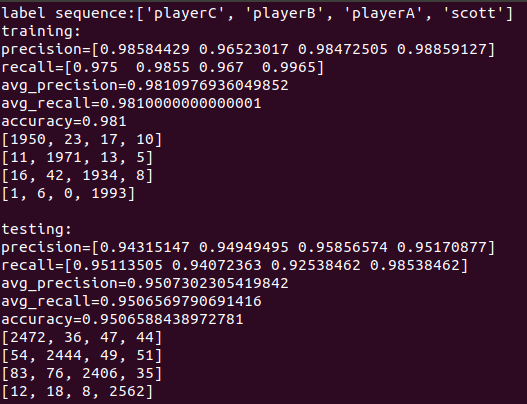 label sequence:['playerC', 'playerB', 'playerA', 'scott']
training:
precision=[0.98584429 0.96523017 0.98472505 0.98859127]
recall=[0.975  0.9855 0.967  0.9965]
avg_precision=0.9810976936049852
avg_recall=0.9810000000000001
accuracy=0.981
[1950, 23, 17, 10]
[11, 1971, 13, 5]
[16, 42, 1934, 8]
[1, 6, 0, 1993]

testing:
precision=[0.94315147 0.94949495 0.95856574 0.95170877]
recall=[0.95113505 0.94072363 0.92538462 0.98538462]
avg_precision=0.9507302305419842
avg_recall=0.9506569790691416
accuracy=0.9506588438972781
[2472, 36, 47, 44]
[54, 2444, 49, 51]
[83, 76, 2406, 35]
[12, 18, 8, 2562]